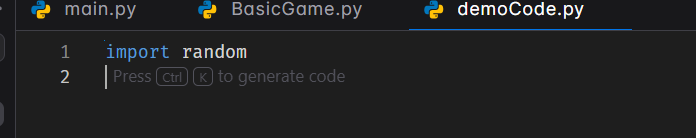 main.py BasicGame.py demoCode.py
1 import random
2 Press Ctrl K to generate code